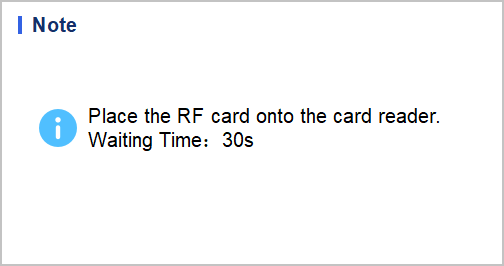 Note
Place the RF card onto the card reader.
Waiting Time：30s